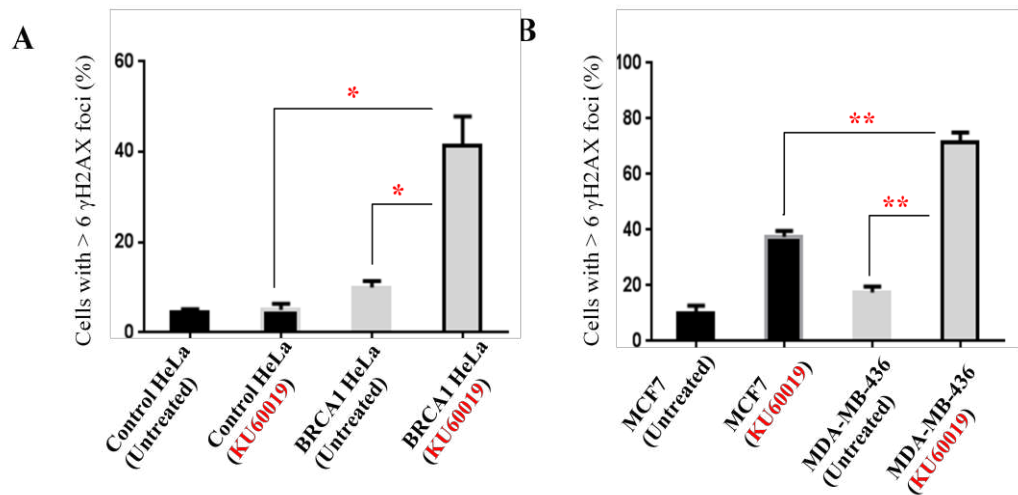 A
Cells with > 6 γH2AX foci (%)
60
40
20
0
*
*
Control HeLa
(Untreated)
Control HeLa
(KU60019)
BRCA1 HeLa
(Untreated)
BRCA1 HeLa
(KU60019)
B
Cells with > 6 γH2AX foci (%)
100
80
60
40
20
0
**
**
MCF7
(Untreated)
MCF7
(KU60019)
MDA-MB-436
(Untreated)
MDA-MB-436
(KU60019)